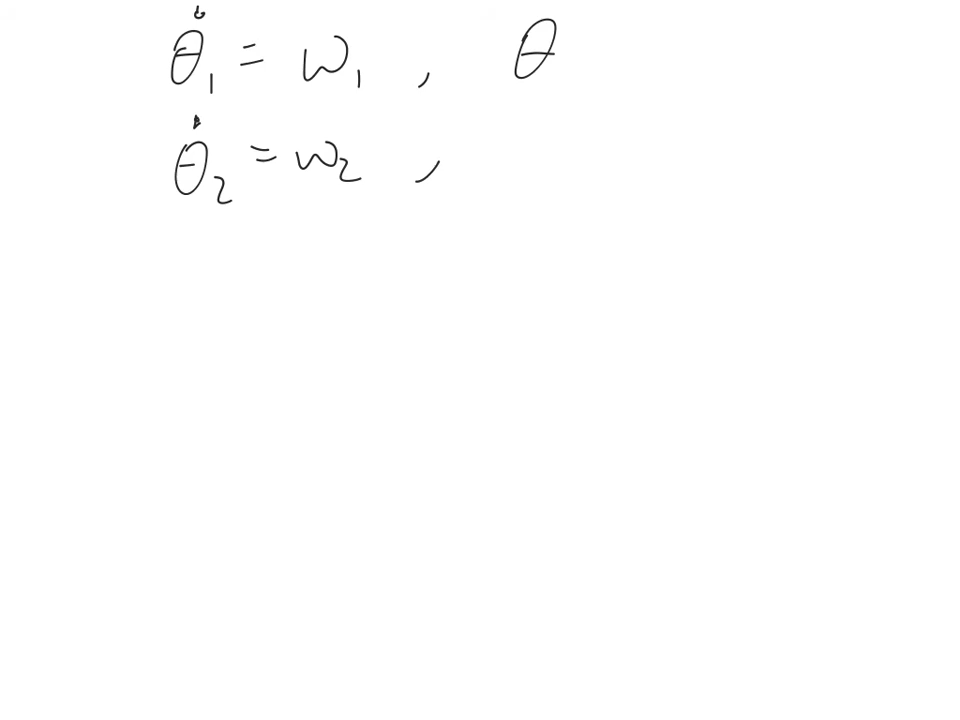 θ̇₁ = ω₁ , θ
θ̇₂ = ω₂ ,